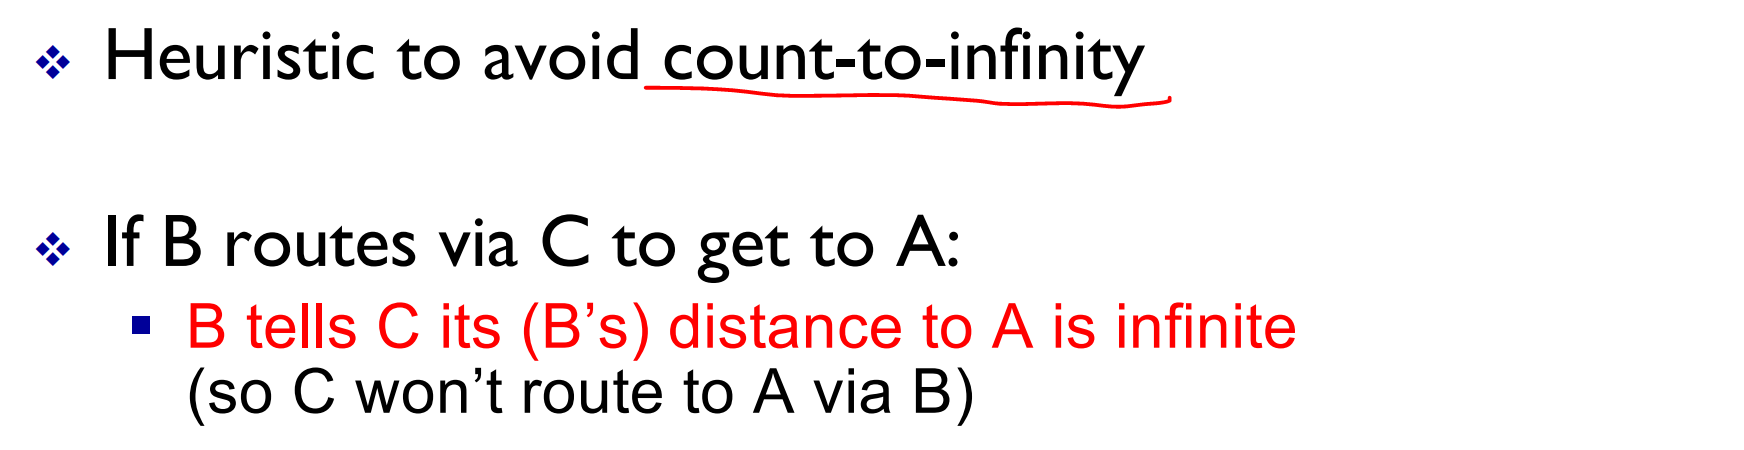 Heuristic to avoid count-to-infinity
If B routes via C to get to A:
B tells C its (B’s) distance to A is infinite
(so C won’t route to A via B)